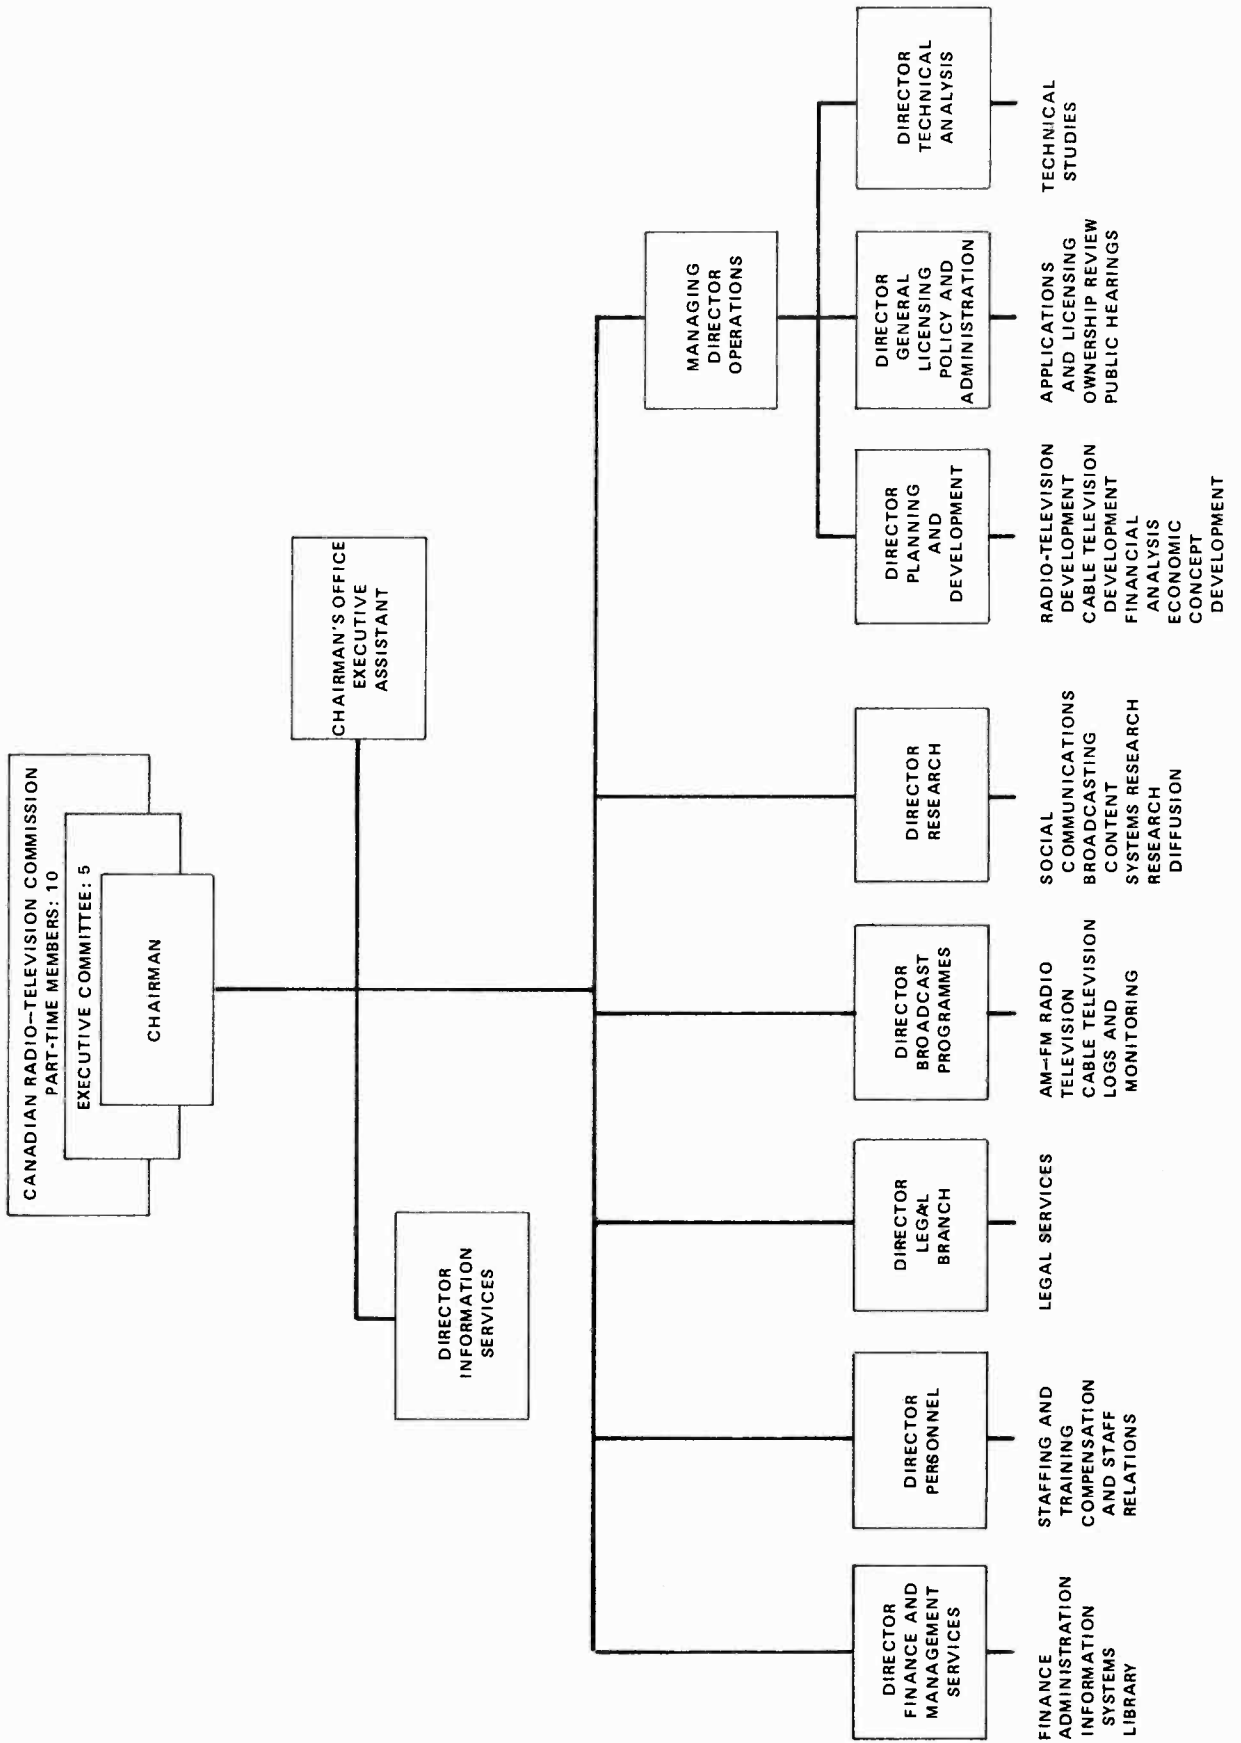 CANADIAN RADIO–TELEVISION COMMISSION
PART-TIME MEMBERS: 10
EXECUTIVE COMMITTEE: 5
CHAIRMAN
CHAIRMAN'S OFFICE
EXECUTIVE
ASSISTANT
DIRECTOR
INFORMATION
SERVICES
MANAGING
DIRECTOR
OPERATIONS
DIRECTOR
FINANCE AND
MANAGEMENT
SERVICES
DIRECTOR
PERSONNEL
DIRECTOR
LEGAL
BRANCH
DIRECTOR
BROADCAST
PROGRAMMES
DIRECTOR
RESEARCH
DIRECTOR
PLANNING
AND
DEVELOPMENT
DIRECTOR
GENERAL
LICENSING
POLICY AND
ADMINISTRATION
DIRECTOR
TECHNICAL
ANALYSIS
FINANCE
ADMINISTRATION
INFORMATION
SYSTEMS
LIBRARY
STAFFING AND
TRAINING
COMPENSATION
AND STAFF
RELATIONS
LEGAL SERVICES
AM–FM RADIO
TELEVISION
CABLE TELEVISION
LOGS AND
MONITORING
SOCIAL
COMMUNICATIONS
BROADCASTING
CONTENT
SYSTEMS RESEARCH
RESEARCH
DIFFUSION
RADIO-TELEVISION
DEVELOPMENT
CABLE TELEVISION
DEVELOPMENT
FINANCIAL
ANALYSIS
ECONOMIC
CONCEPT
DEVELOPMENT
APPLICATIONS
AND LICENSING
OWNERSHIP REVIEW
PUBLIC HEARINGS
TECHNICAL
STUDIES